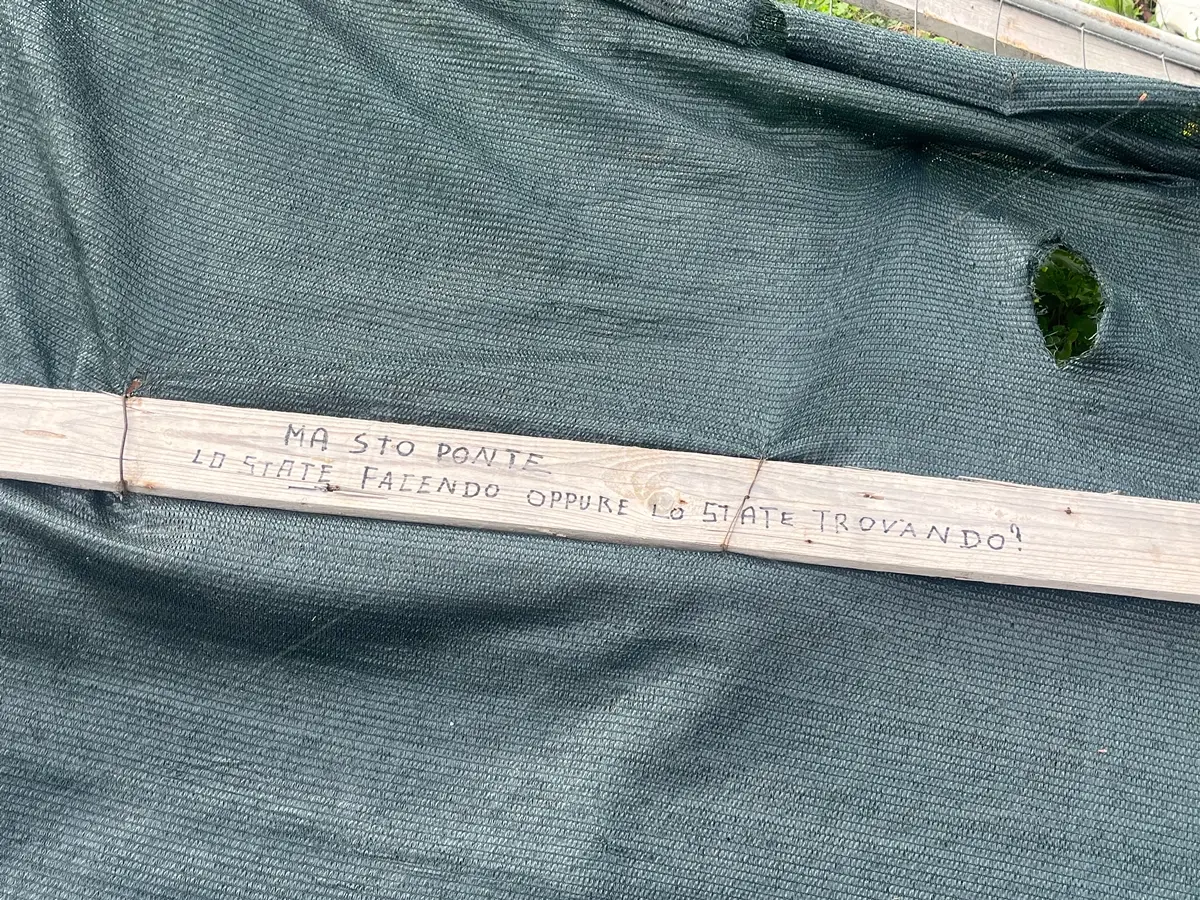 MA STO PONTE
LO STATE FACENDO OPPURE LO STATE TROVANDO?